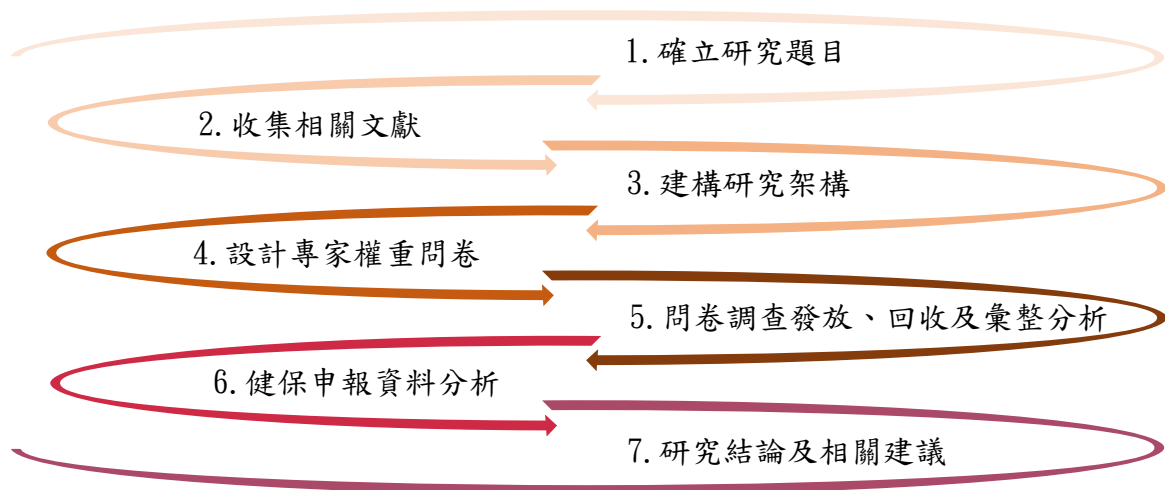 1.確立研究題目
2.收集相關文獻
3.建構研究架構
4.設計專家權重問卷
5.問卷調查發放、回收及彙整分析
6.健保申報資料分析
7.研究結論及相關建議